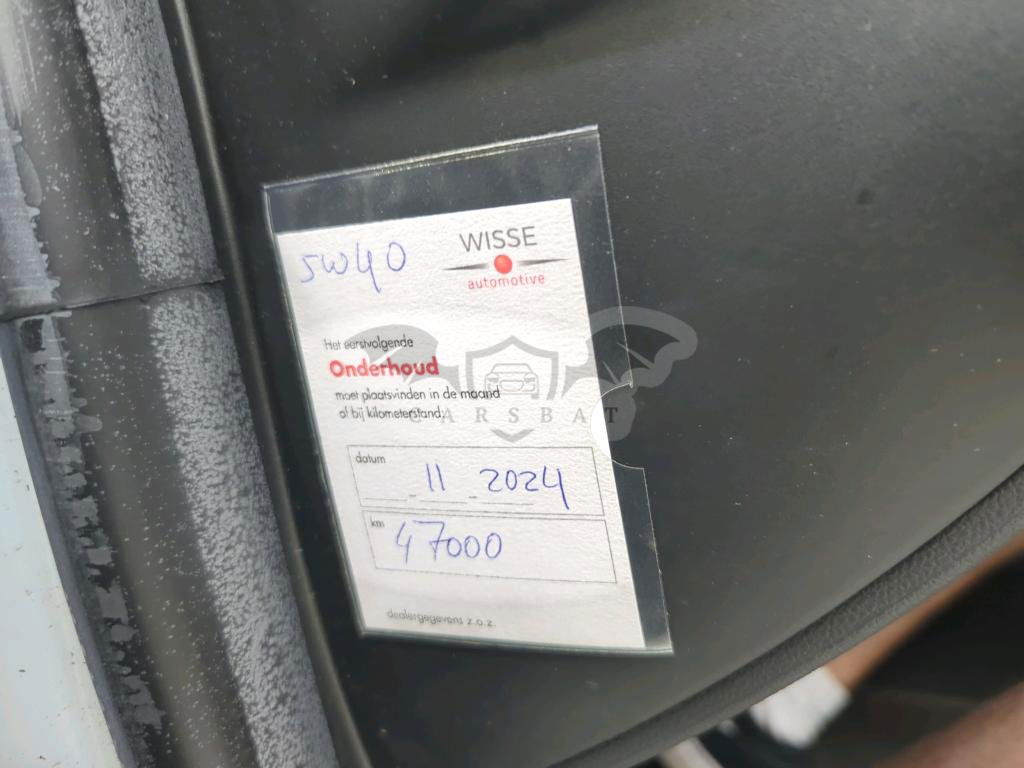 5W40
WISSE
automotive
Het eerstvolgende
Onderhoud
moet plaatsvinden in de maand
of bij kilometerstand:
CARSBAT
datum
11 - 2024
km
47000
dealergegevens z.o.z.